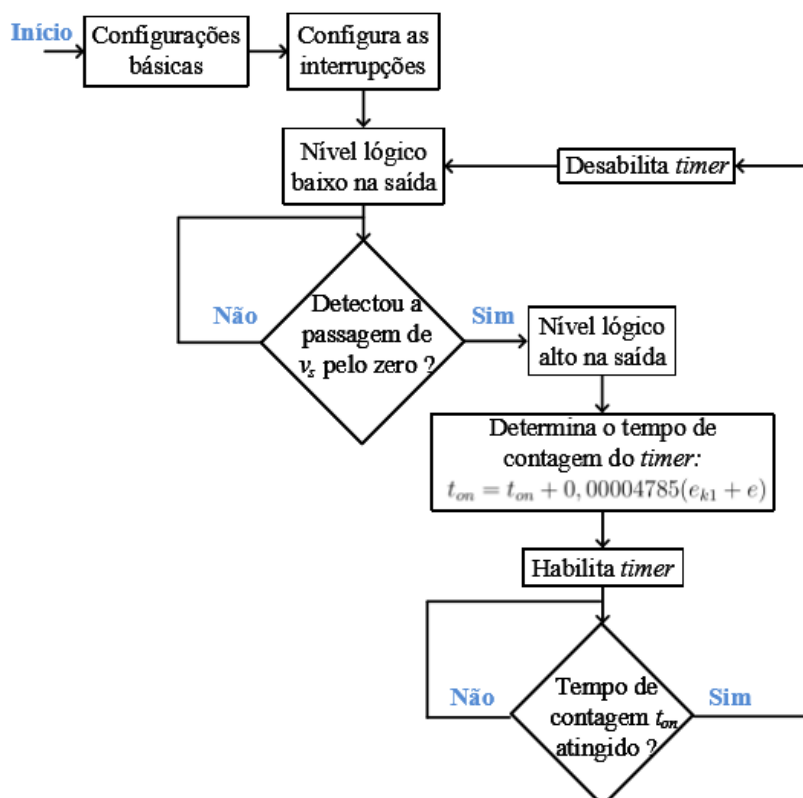 Início
Configurações
básicas
Configura as
interrupções
Nível lógico
baixo na saída
Desabilita timer
Não
Detectou a
passagem de
vs pelo zero ?
Sim
Nível lógico
alto na saída
Determina o tempo de
contagem do timer:
ton = ton + 0,00004785(ek1 + e)
Habilita timer
Não
Tempo de
contagem ton
atingido ?
Sim